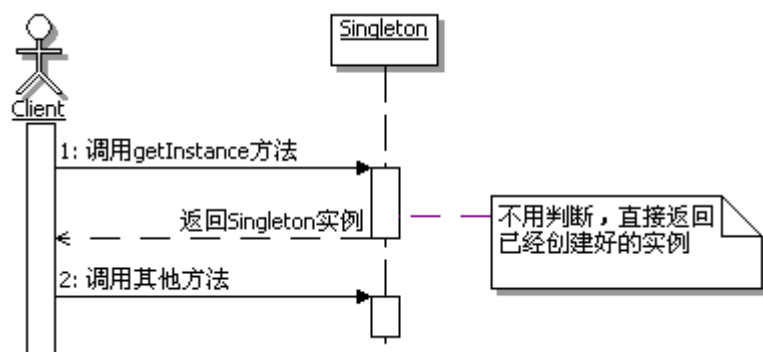 Singleton
Client
1: 调用getInstance方法
返回Singleton实例
不用判断，直接返回
已经创建好的实例
2: 调用其他方法